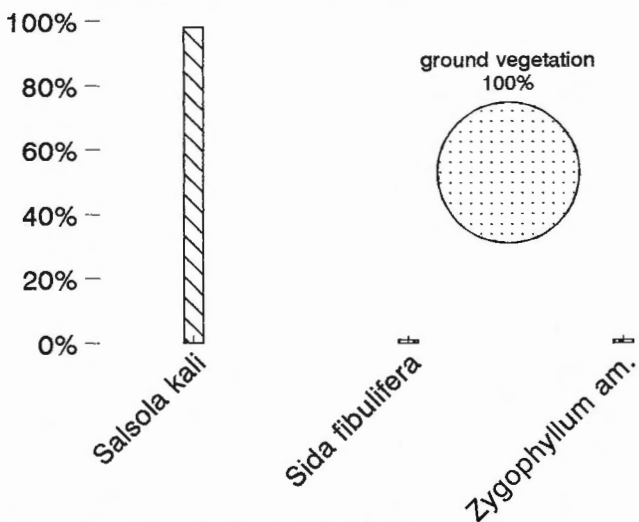 100%
80%
60%
40%
20%
0%
ground vegetation
100%
Salsola kali
Sida fibulifera
Zygophyllum am.